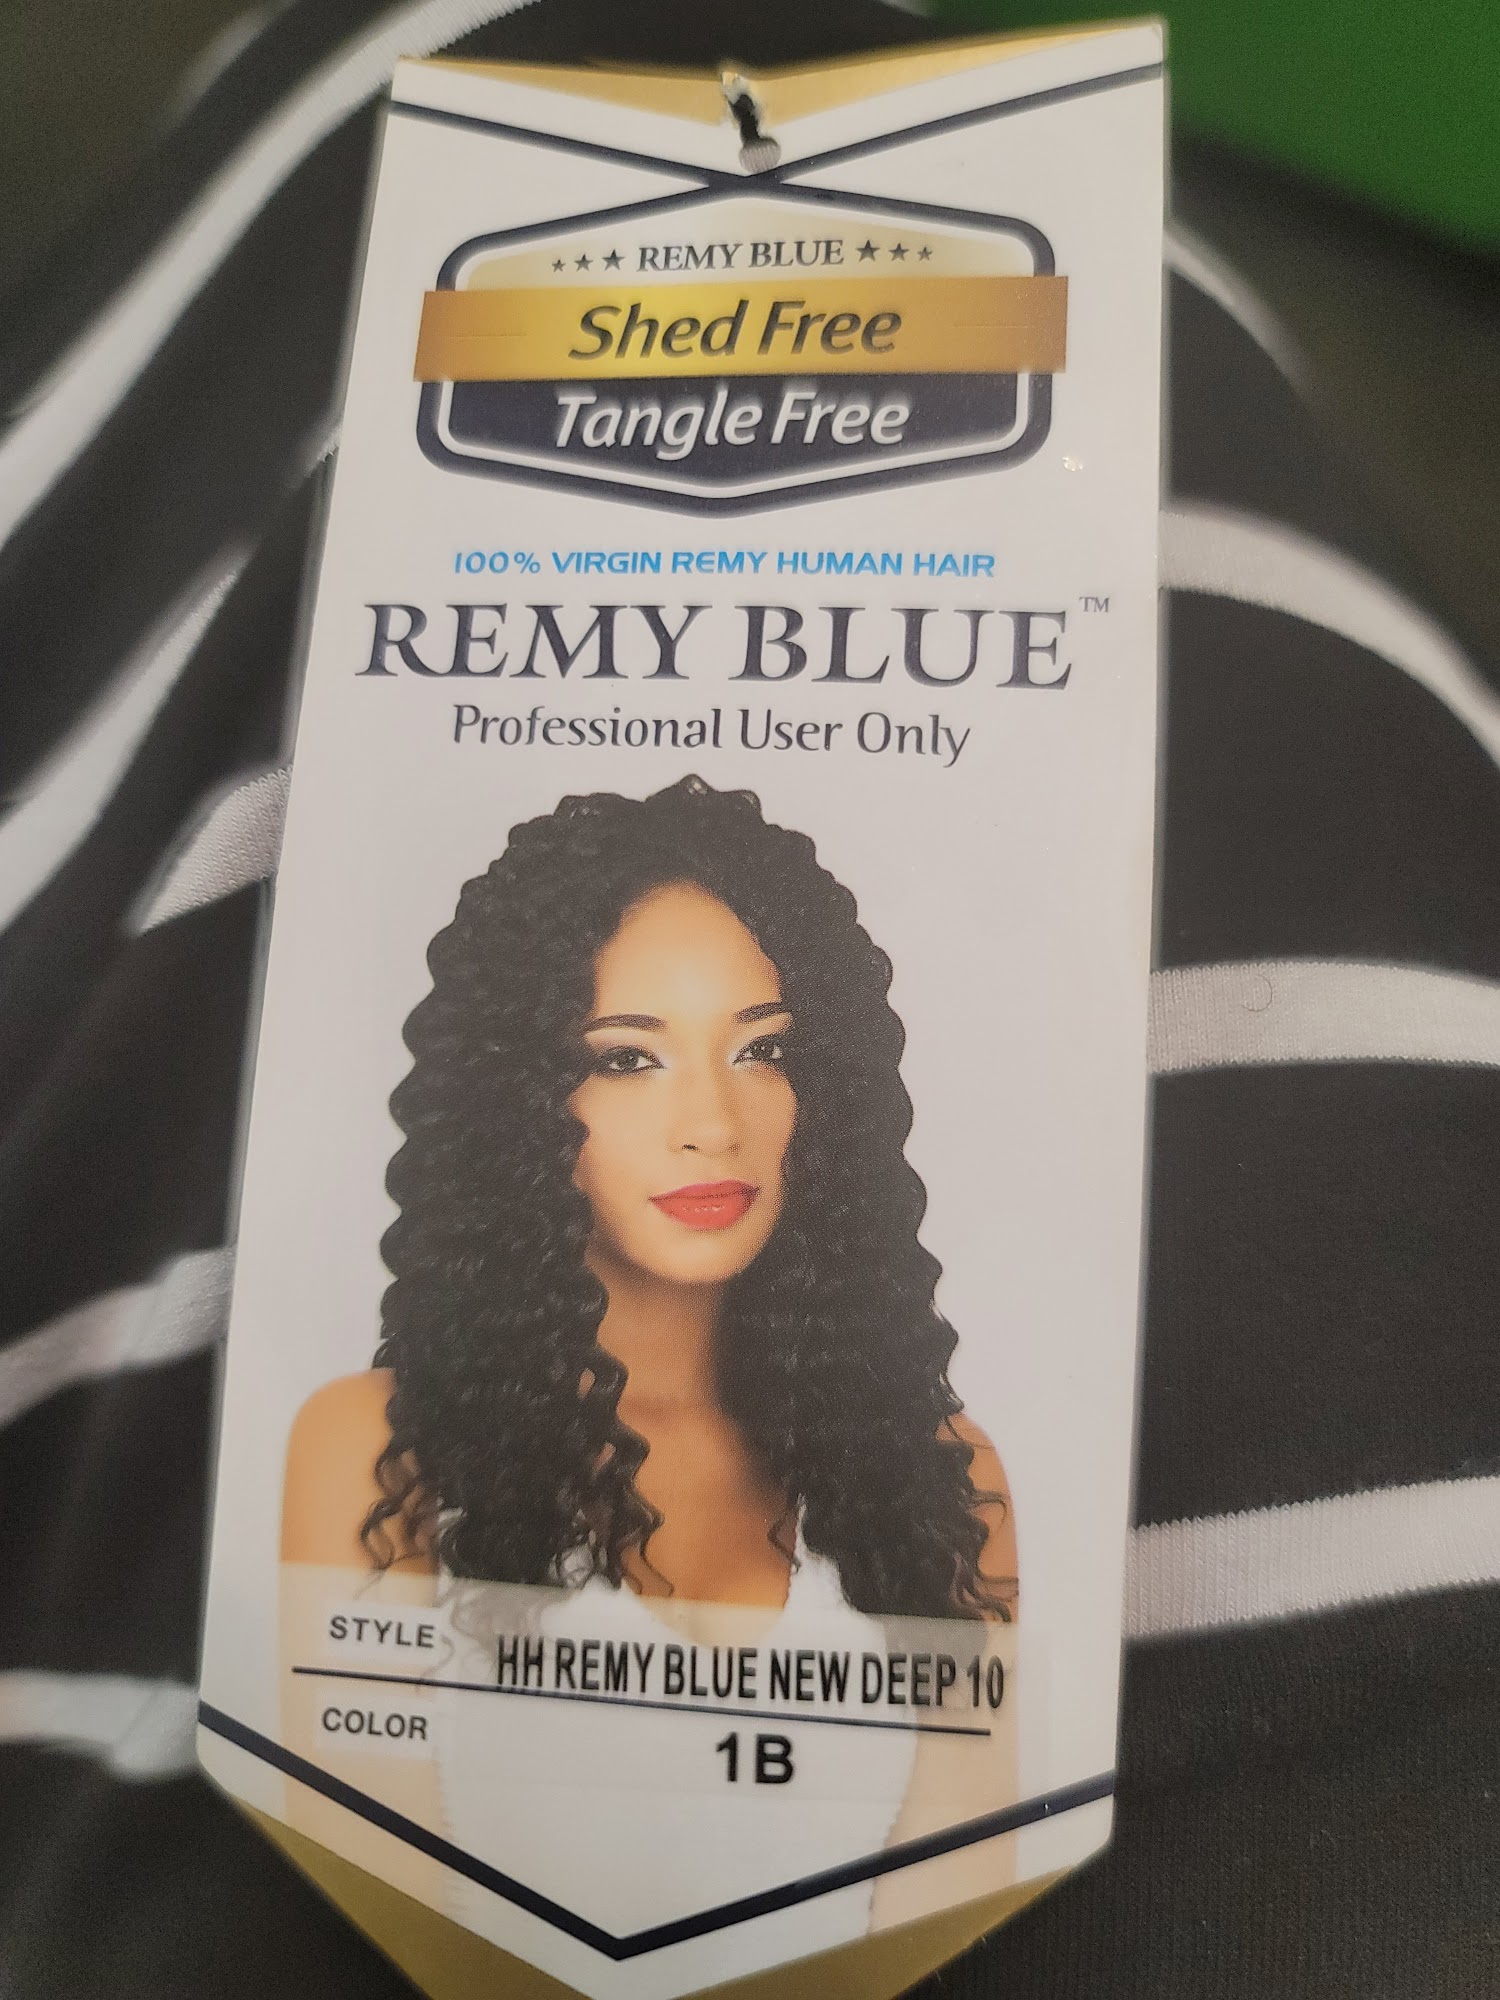 ★★★ REMY BLUE ★★★
Shed Free
Tangle Free
100% VIRGIN REMY HUMAN HAIR
REMY BLUE™
Professional User Only
STYLE HH REMY BLUE NEW DEEP 10
COLOR 1B